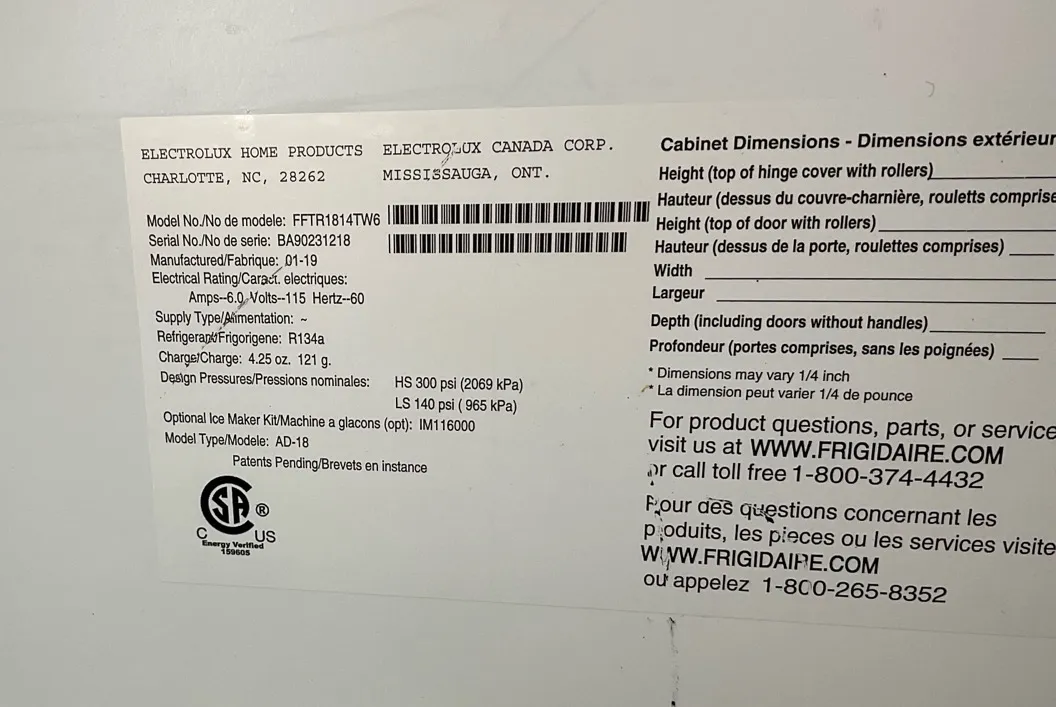 ELECTROLUX HOME PRODUCTS
CHARLOTTE, NC, 28262
ELECTROLUX CANADA CORP.
MISSISSAUGA, ONT.
Model No./No de modele: FFTR1814TW6
Serial No./No de serie: BA90231218
Manufactured/Fabrique: 01-19
Electrical Rating/Caract. electriques:
Amps--6.0 Volts--115 Hertz--60
Supply Type/Alimentation: ~
Refrigerant/Frigorigene: R134a
Charge/Charge: 4.25 oz. 121 g.
Design Pressures/Pressions nominales: HS 300 psi (2069 kPa)
LS 140 psi ( 965 kPa)
Optional Ice Maker Kit/Machine a glacons (opt): IM116000
Model Type/Modele: AD-18
Patents Pending/Brevets en instance
SA ®
C US
Energy Verified
159605
Cabinet Dimensions - Dimensions extérieur
Height (top of hinge cover with rollers)
Hauteur (dessus du couvre-charnière, rouletts comprise
Height (top of door with rollers)
Hauteur (dessus de la porte, roulettes comprises)
Width
Largeur
Depth (including doors without handles)
Profondeur (portes comprises, sans les poignées)
* Dimensions may vary 1/4 inch
* La dimension peut varier 1/4 de pouce
For product questions, parts, or service
visit us at WWW.FRIGIDAIRE.COM
or call toll free 1-800-374-4432
Pour des questions concernant les
produits, les pieces ou les services visite
WWW.FRIGIDAIRE.COM
ou appelez 1-800-265-8352